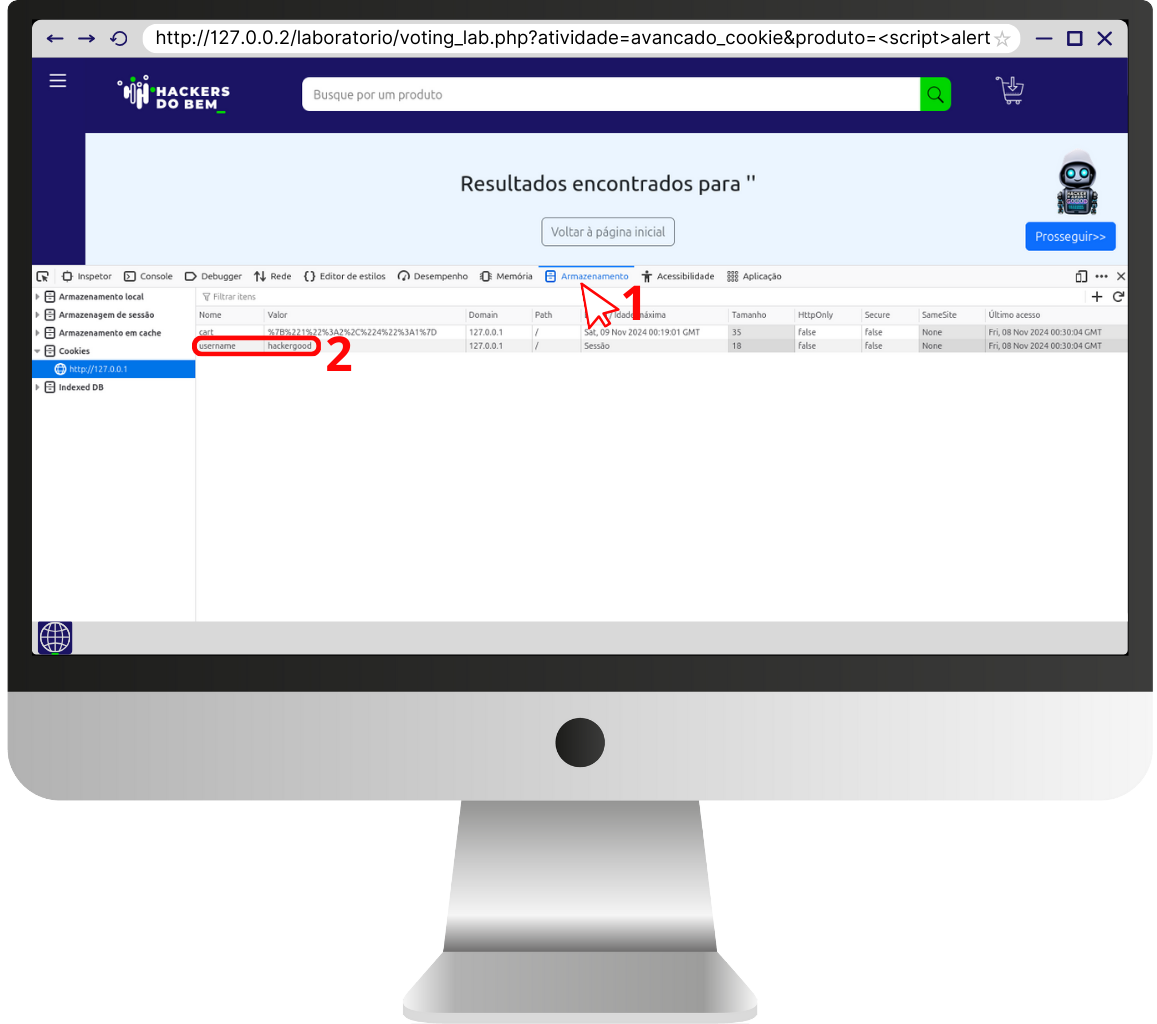 http://127.0.0.2/laboratorio/voting_lab.php?atividade=avancado_cookie&produto=<script>alert
HACKERS
DO BEM_
Busque por um produto
Resultados encontrados para ''
Voltar à página inicial
Prosseguir>>
Inspetor Console Debugger Rede {} Editor de estilos Desempenho Memória Armazenamento Acessibilidade Aplicação
Armazenamento local
Armazenagem de sessão
Armazenamento em cache
Cookies
http://127.0.0.1
Indexed DB
Filtrar itens
Nome Valor Domain Path / Idade máxima Tamanho HttpOnly Secure SameSite Último acesso
cart %7B%221%22%3A2%2C%224%22%3A1%7D 127.0.0.1 / Sat, 09 Nov 2024 00:19:01 GMT 35 false false None Fri, 08 Nov 2024 00:30:04 GMT
username hackergood 127.0.0.1 / Sessão 18 false false None Fri, 08 Nov 2024 00:30:04 GMT
1
2